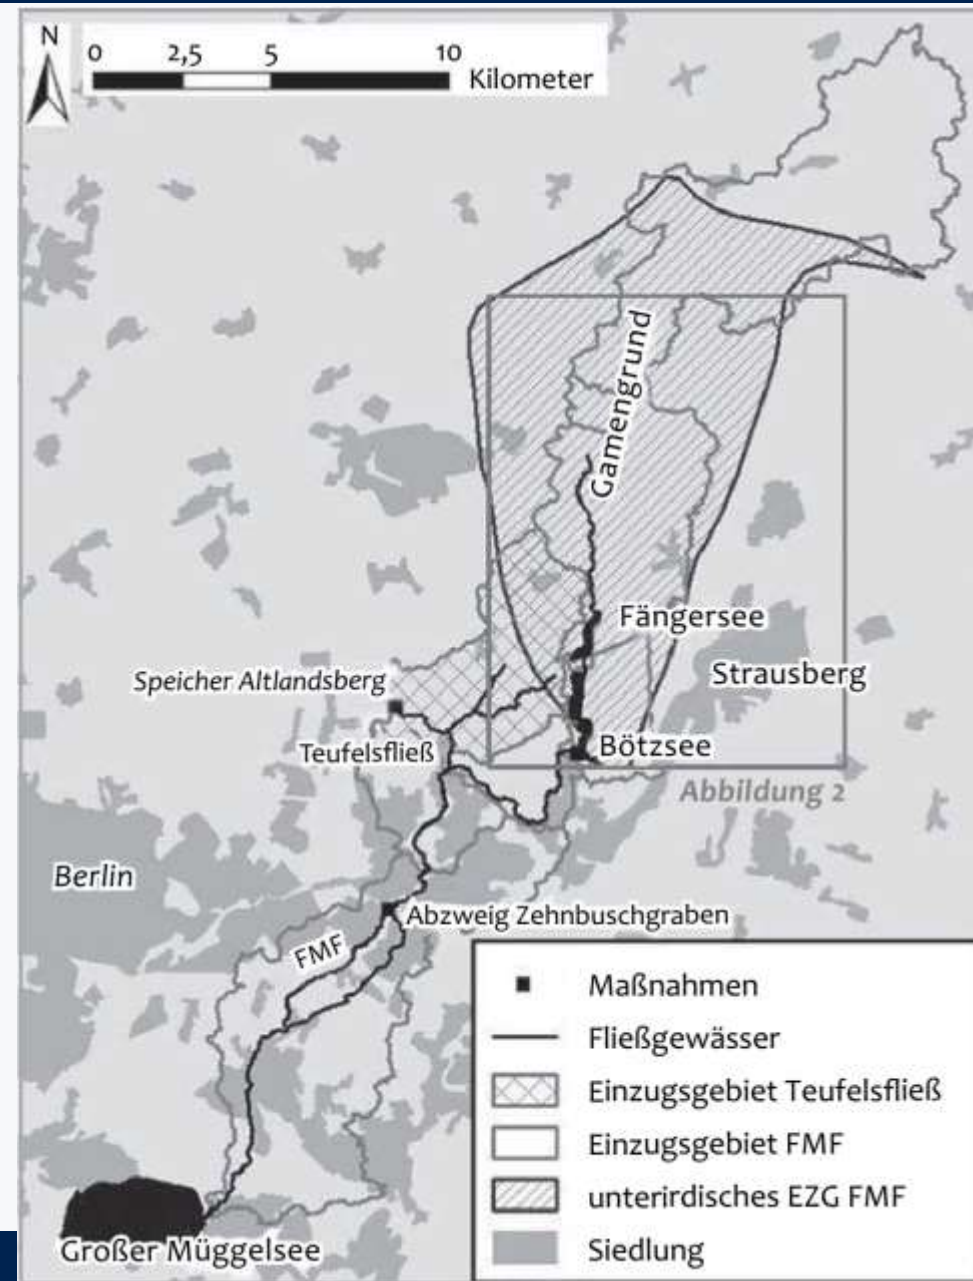 N
0 2,5 5 10
Kilometer
Gamengrund
Fängersee
Strausberg
Speicher Altlandsberg
Teufelsfließ
Bötzsee
Abbildung 2
Berlin
Abzweig Zehnbuschgraben
FMF
Großer Müggelsee
Maßnahmen
Fließgewässer
Einzugsgebiet Teufelsfließ
Einzugsgebiet FMF
unterirdisches EZG FMF
Siedlung